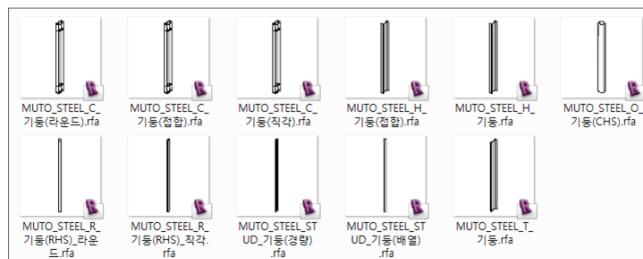 MUTO_STEEL_C_ MUTO_STEEL_C_ MUTO_STEEL_C_ MUTO_STEEL_H_ MUTO_STEEL_H_ MUTO_STEEL_O_
기둥(라운드).rfa 기둥(접합).rfa 기둥(직각).rfa 기둥(접합).rfa 기둥.rfa 기둥(CHS).rfa
MUTO_STEEL_R_ MUTO_STEEL_R_ MUTO_STEEL_ST MUTO_STEEL_ST MUTO_STEEL_T_
기둥(RHS)_라운 기둥(RHS)_직각. UD_기둥(경량) UD_기둥(배열) 기둥.rfa
드.rfa rfa .rfa .rfa